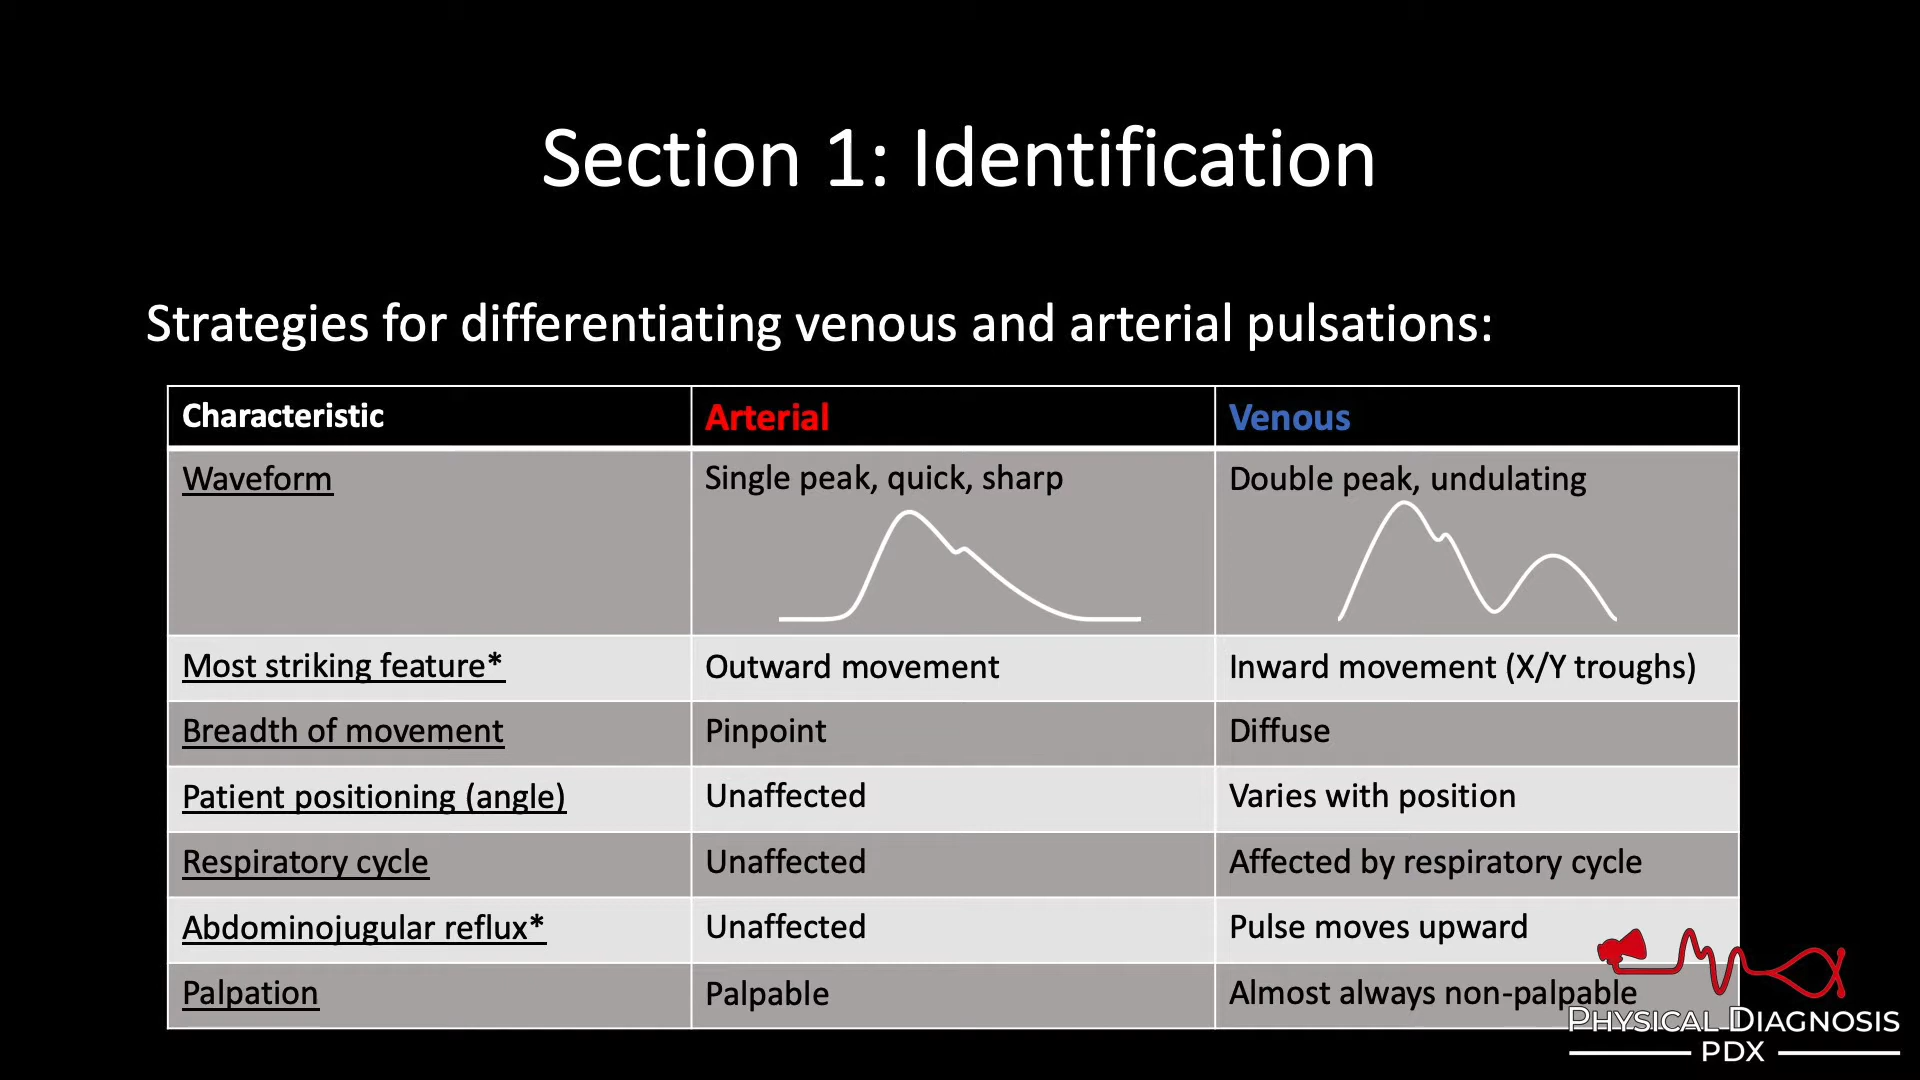 Section 1: Identification
Strategies for differentiating venous and arterial pulsations:
Characteristic Arterial Venous
Waveform Single peak, quick, sharp Double peak, undulating
Most striking feature* Outward movement Inward movement (X/Y troughs)
Breadth of movement Pinpoint Diffuse
Patient positioning (angle) Unaffected Varies with position
Respiratory cycle Unaffected Affected by respiratory cycle
Abdominojugular reflux* Unaffected Pulse moves upward
Palpation Palpable Almost always non-palpable
PHYSICAL DIAGNOSIS
PDX